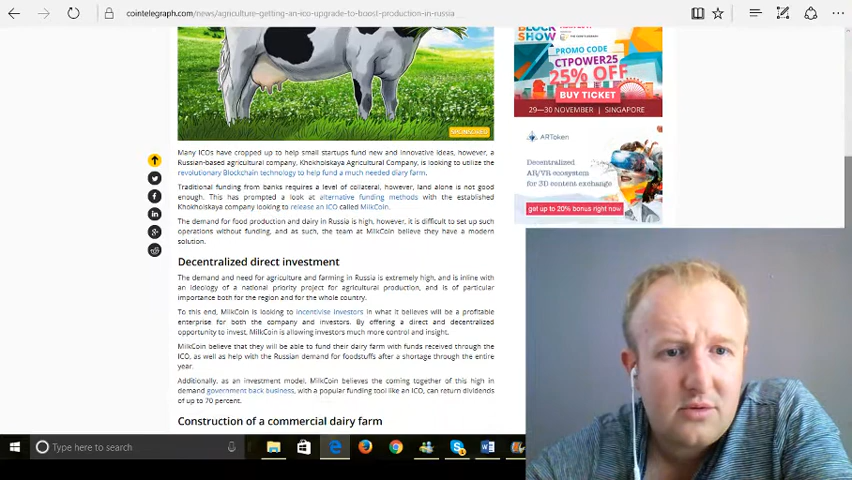 cointelegraph.com/news/agriculture-getting-an-ico-upgrade-to-boost-production-in-russia
BLOCK
SHOW
PROMO CODE
CTPOWER25
25% OFF
BUY TICKET
29—30 NOVEMBER | SINGAPORE
SPONSORED
ARToken
Decentralized
AR/VR ecosystem
for 3D content exchange
get up to 20% bonus right now
Many ICOs have cropped up to help small startups fund new and innovative ideas, however, a
Russian-based agricultural company, Khokholskaya Agricultural Company, is looking to utilize the
revolutionary Blockchain technology to help fund a much needed diary farm.
Traditional funding from banks requires a level of collateral, however, land alone is not good
enough. This has prompted a look at alternative funding methods with the established
Khokholskaya company looking to release an ICO called MilkCoin.
The demand for food production and dairy in Russia is high, however, it is difficult to set up such
operations without funding, and as such, the team at MilkCoin believe they have a modern
solution.
Decentralized direct investment
The demand and need for agriculture and farming in Russia is extremely high, and is inline with
an ideology of a national priority project for agricultural production, and is of particular
importance both for the region and for the whole country.
To this end, MilkCoin is looking to incentivise investors in what it believes will be a profitable
enterprise for both the company and investors. By offering a direct and decentralized
opportunity to invest, MilkCoin is allowing investors much more control and insight.
MilkCoin believe that they will be able to fund their dairy farm with funds received through the
ICO, as well as help with the Russian demand for foodstuffs after a shortage through the entire
year.
Additionally, as an investment model, MilkCoin believes the coming together of this high in
demand government back business, with a popular funding tool like an ICO, can return dividends
of up to 70 percent.
Construction of a commercial dairy farm
Type here to search